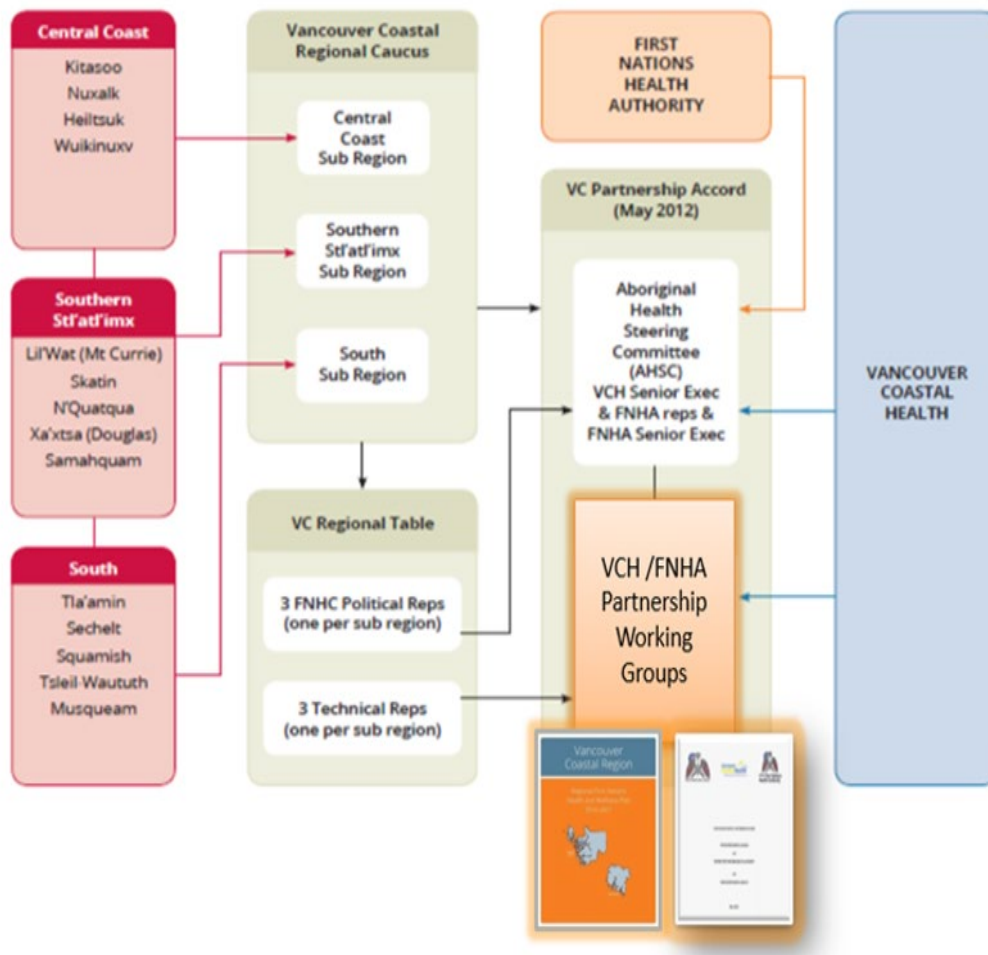 Central Coast
Kitasoo
Nuxalk
Heiltsuk
Wuikinuxv
Southern
Stl'atl'imx
Lil'Wat (Mt Currie)
Skatin
N'Quatqua
Xa'xtsa (Douglas)
Samahquam
South
Tla'amin
Sechelt
Squamish
Tsleil-Waututh
Musqueam
Vancouver Coastal
Regional Caucus
Central
Coast
Sub Region
Southern
Stl'atl'imx
Sub Region
South
Sub Region
VC Regional Table
3 FNHC Political Reps
(one per sub region)
3 Technical Reps
(one per sub region)
FIRST
NATIONS
HEALTH
AUTHORITY
VC Partnership Accord
(May 2012)
Aboriginal
Health
Steering
Committee
(AHSC)
VCH Senior Exec
& FNHA reps &
FNHA Senior Exec
VCH /FNHA
Partnership
Working
Groups
Vancouver
Coastal Region
VANCOUVER
COASTAL
HEALTH